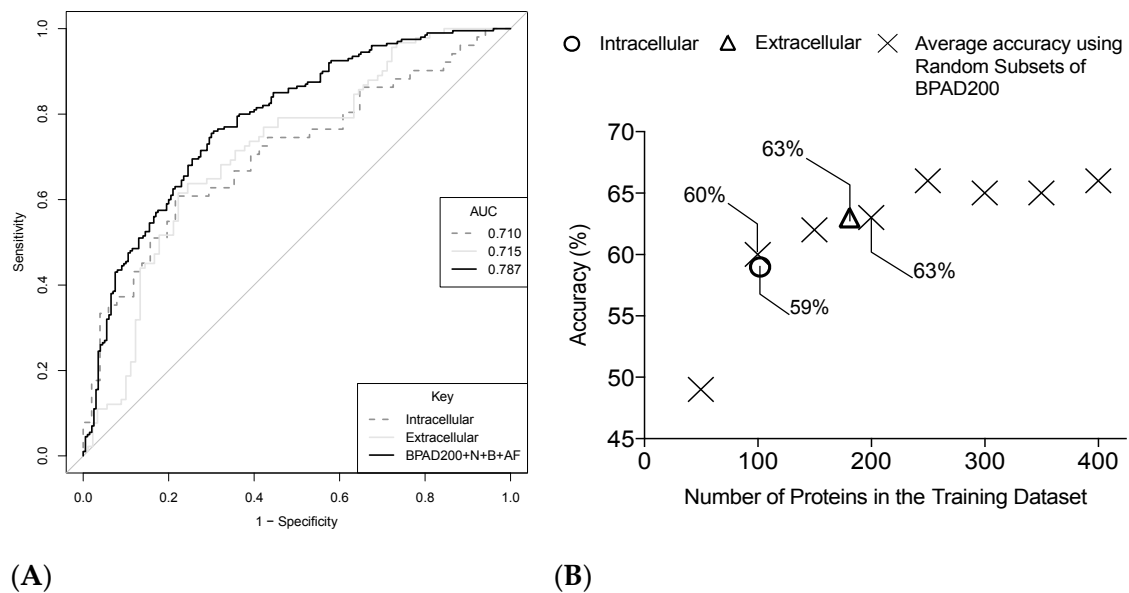 1.0
0.8
0.6
0.4
0.2
0.0
Sensitivity
0.0 0.2 0.4 0.6 0.8 1.0
1 − Specificity
AUC
0.710
0.715
0.787
Key
Intracellular
Extracellular
BPAD200+N+B+AF
(A)
Intracellular
Extracellular
Average accuracy using
Random Subsets of
BPAD200
70
65
60
55
50
45
Accuracy (%)
60%
63%
59%
63%
0 100 200 300 400
Number of Proteins in the Training Dataset
(B)